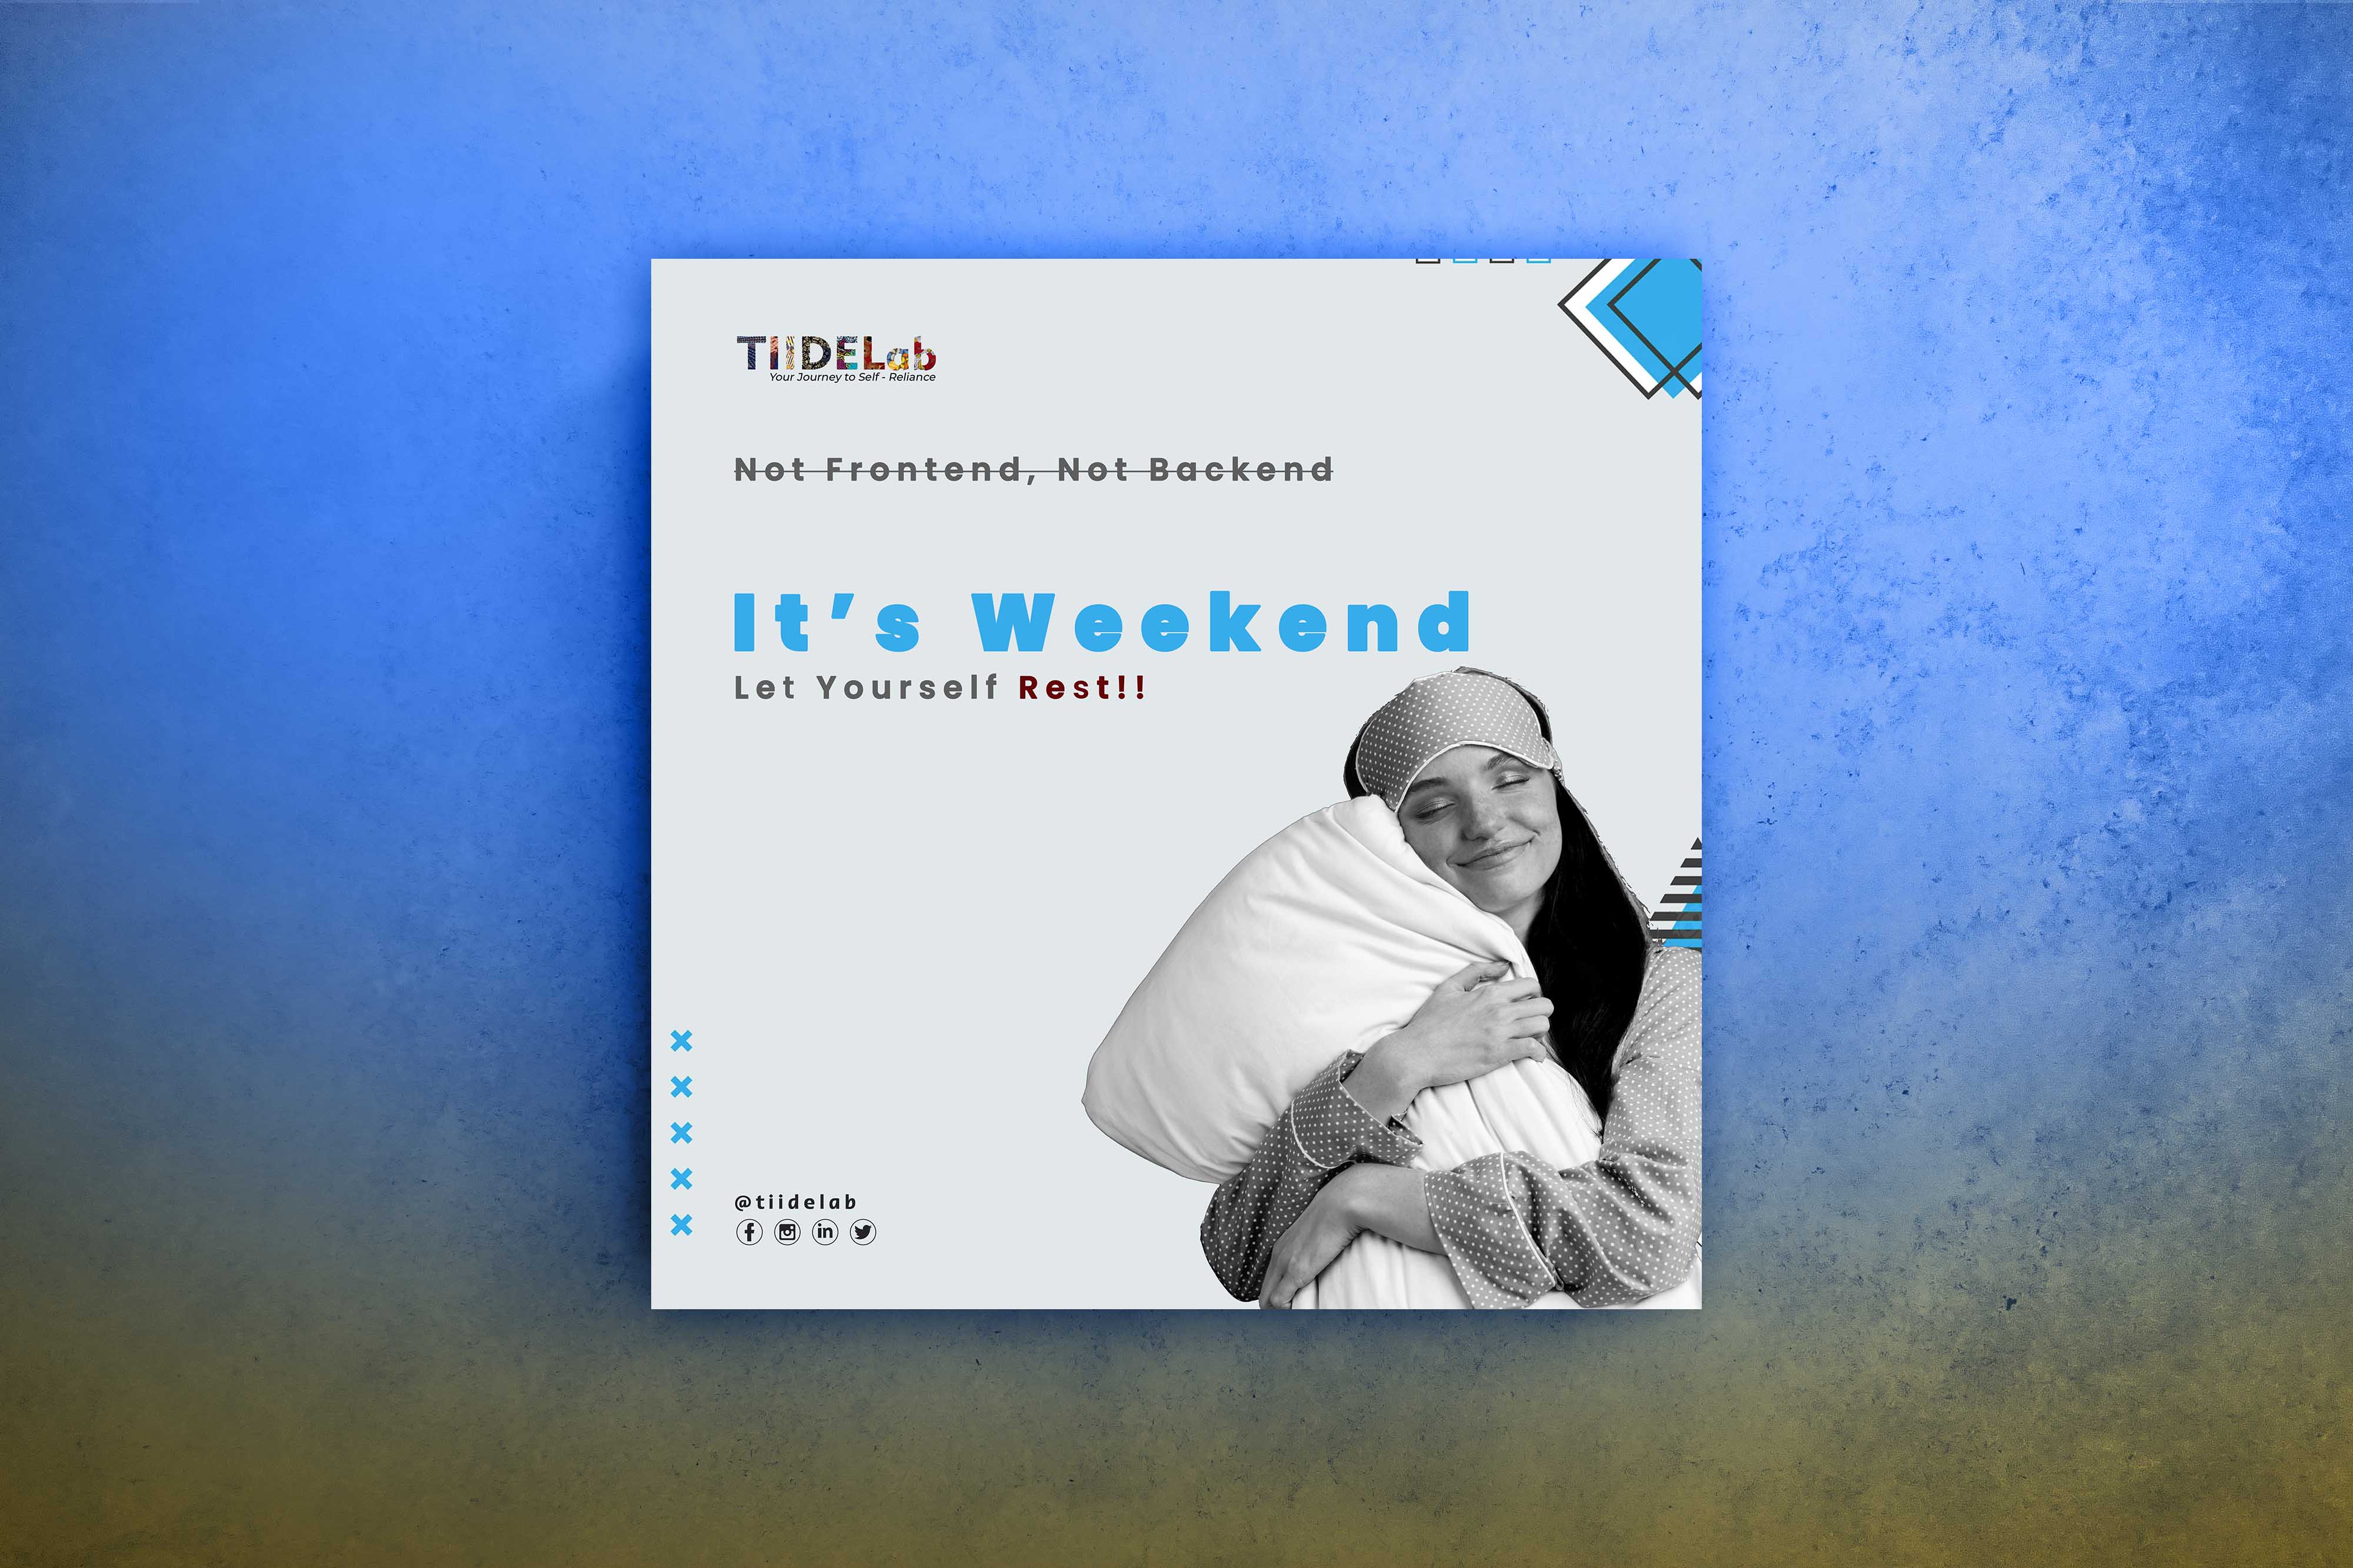 TIIDELab
Your Journey to Self - Reliance
Not Frontend, Not Backend
It’s Weekend
Let Yourself Rest!!
@tiidelab